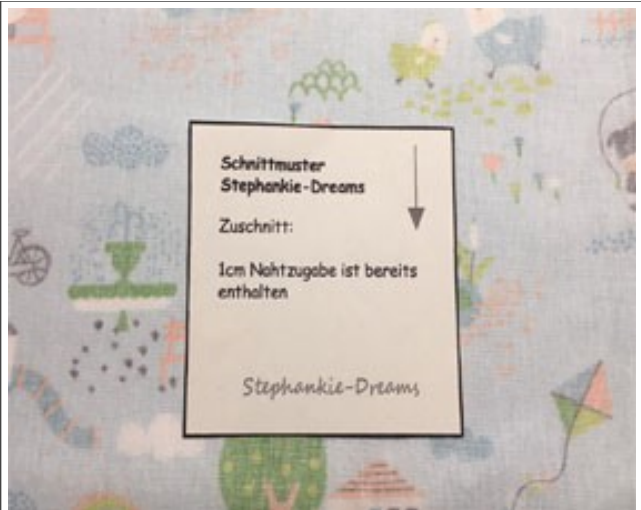 Schnittmuster
Stephankie-Dreams
Zuschnitt:
1cm Nahtzugabe ist bereits
enthalten
Stephankie-Dreams